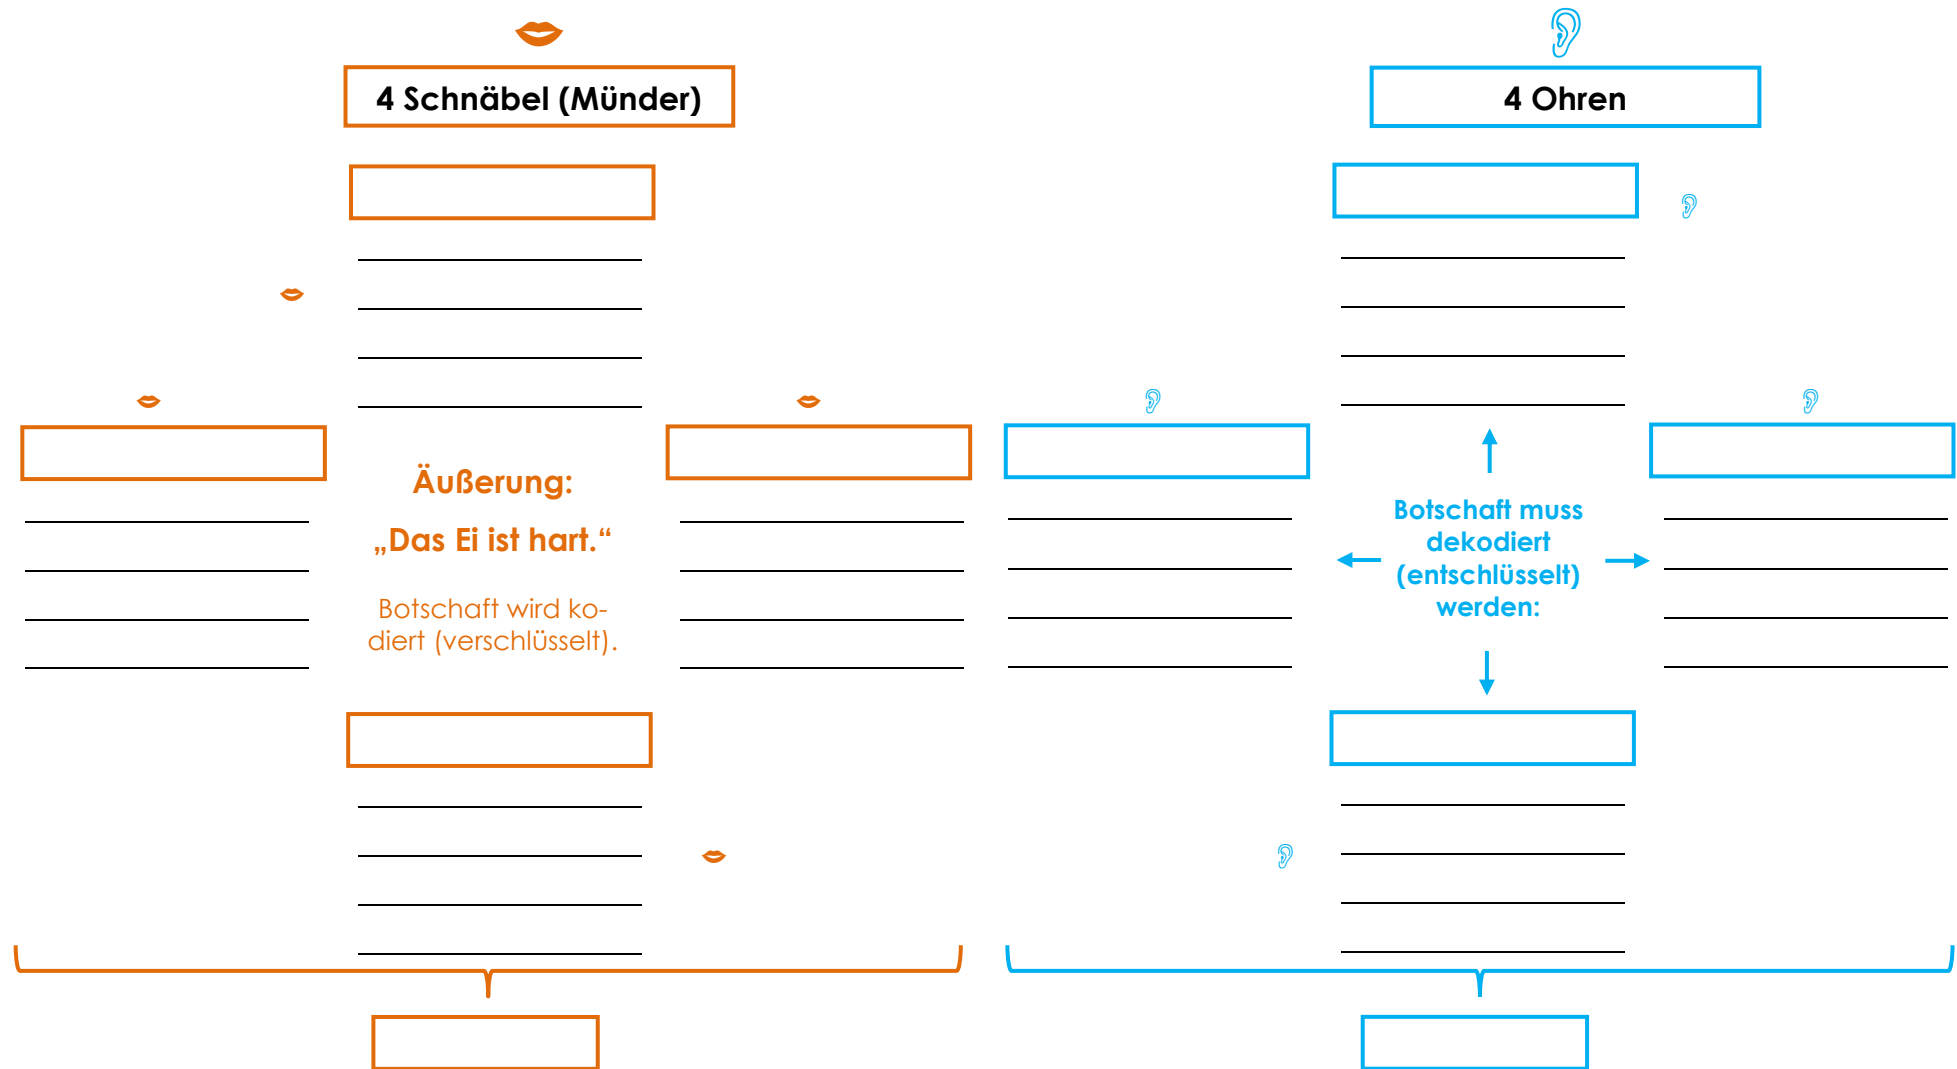 4 Schnäbel (Münder)
4 Ohren
Äußerung:
„Das Ei ist hart.“
Botschaft wird ko-
diert (verschlüsselt).
Botschaft muss
dekodiert
(entschlüsselt)
werden: